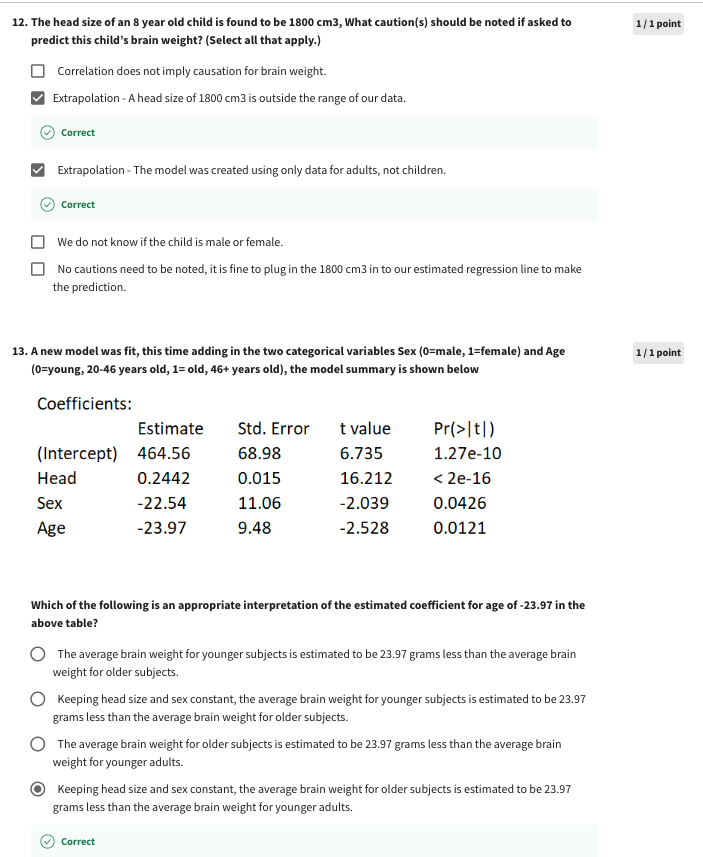 12. The head size of an 8 year old child is found to be 1800 cm3, What caution(s) should be noted if asked to
1 / 1 point
predict this child's brain weight? (Select all that apply.)
Correlation does not imply causation for brain weight.
Extrapolation - A head size of 1800 cm3 is outside the range of our data.
Correct
Extrapolation - The model was created using only data for adults, not children.
Correct
We do not know if the child is male or female.
No cautions need to be noted, it is fine to plug in the 1800 cm3 in to our estimated regression line to make
the prediction.
13. A new model was fit, this time adding in the two categorical variables Sex (0=male, 1=female) and Age
1 / 1 point
(0=young, 20-46 years old, 1= old, 46+ years old), the model summary is shown below
Coefficients:
Estimate Std. Error t value Pr(>|t|)
(Intercept) 464.56 68.98 6.735 1.27e-10
Head 0.2442 0.015 16.212 < 2e-16
Sex -22.54 11.06 -2.039 0.0426
Age -23.97 9.48 -2.528 0.0121
Which of the following is an appropriate interpretation of the estimated coefficient for age of -23.97 in the
above table?
The average brain weight for younger subjects is estimated to be 23.97 grams less than the average brain
weight for older subjects.
Keeping head size and sex constant, the average brain weight for younger subjects is estimated to be 23.97
grams less than the average brain weight for older subjects.
The average brain weight for older subjects is estimated to be 23.97 grams less than the average brain
weight for younger adults.
Keeping head size and sex constant, the average brain weight for older subjects is estimated to be 23.97
grams less than the average brain weight for younger adults.
Correct